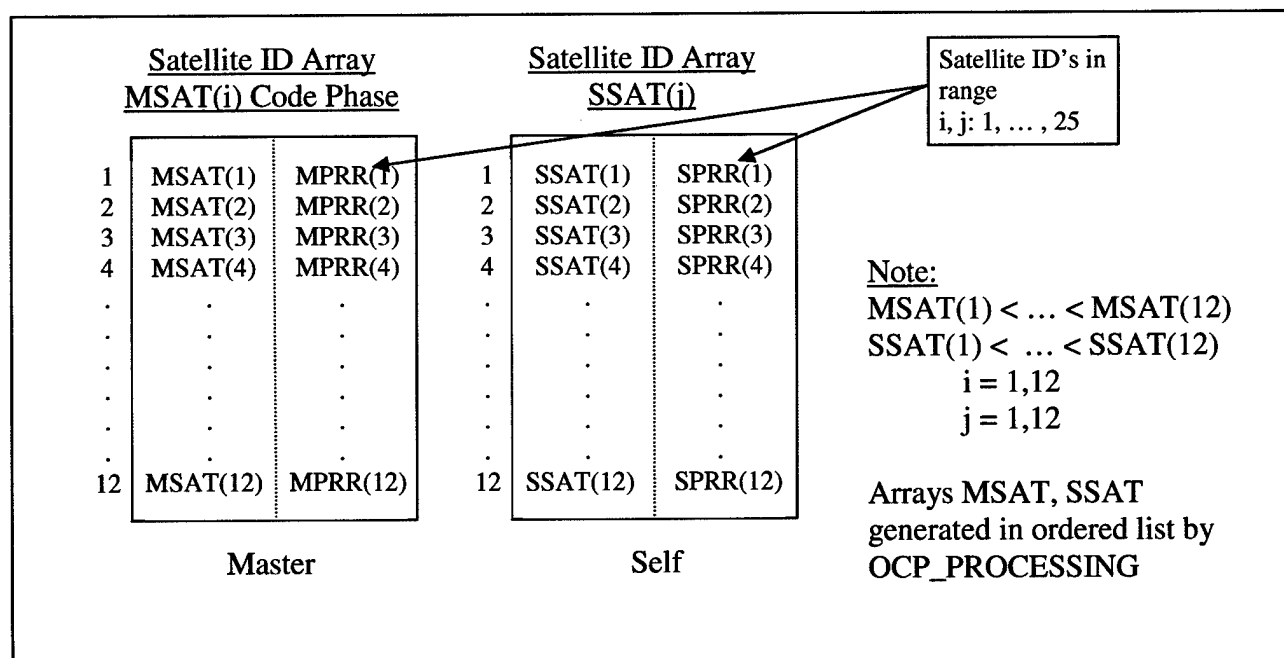 Satellite ID Array
MSAT(i) Code Phase
1 MSAT(1) MPRR(1)
2 MSAT(2) MPRR(2)
3 MSAT(3) MPRR(3)
4 MSAT(4) MPRR(4)
. . .
. . .
. . .
. . .
. . .
. . .
12 MSAT(12) MPRR(12)
Master
Satellite ID Array
SSAT(j)
1 SSAT(1) SPRR(1)
2 SSAT(2) SPRR(2)
3 SSAT(3) SPRR(3)
4 SSAT(4) SPRR(4)
. . .
. . .
. . .
. . .
. . .
. . .
12 SSAT(12) SPRR(12)
Self
Satellite ID's in
range
i, j: 1, ... , 25
Note:
MSAT(1) < ... < MSAT(12)
SSAT(1) < ... < SSAT(12)
i = 1,12
j = 1,12
Arrays MSAT, SSAT
generated in ordered list by
OCP_PROCESSING